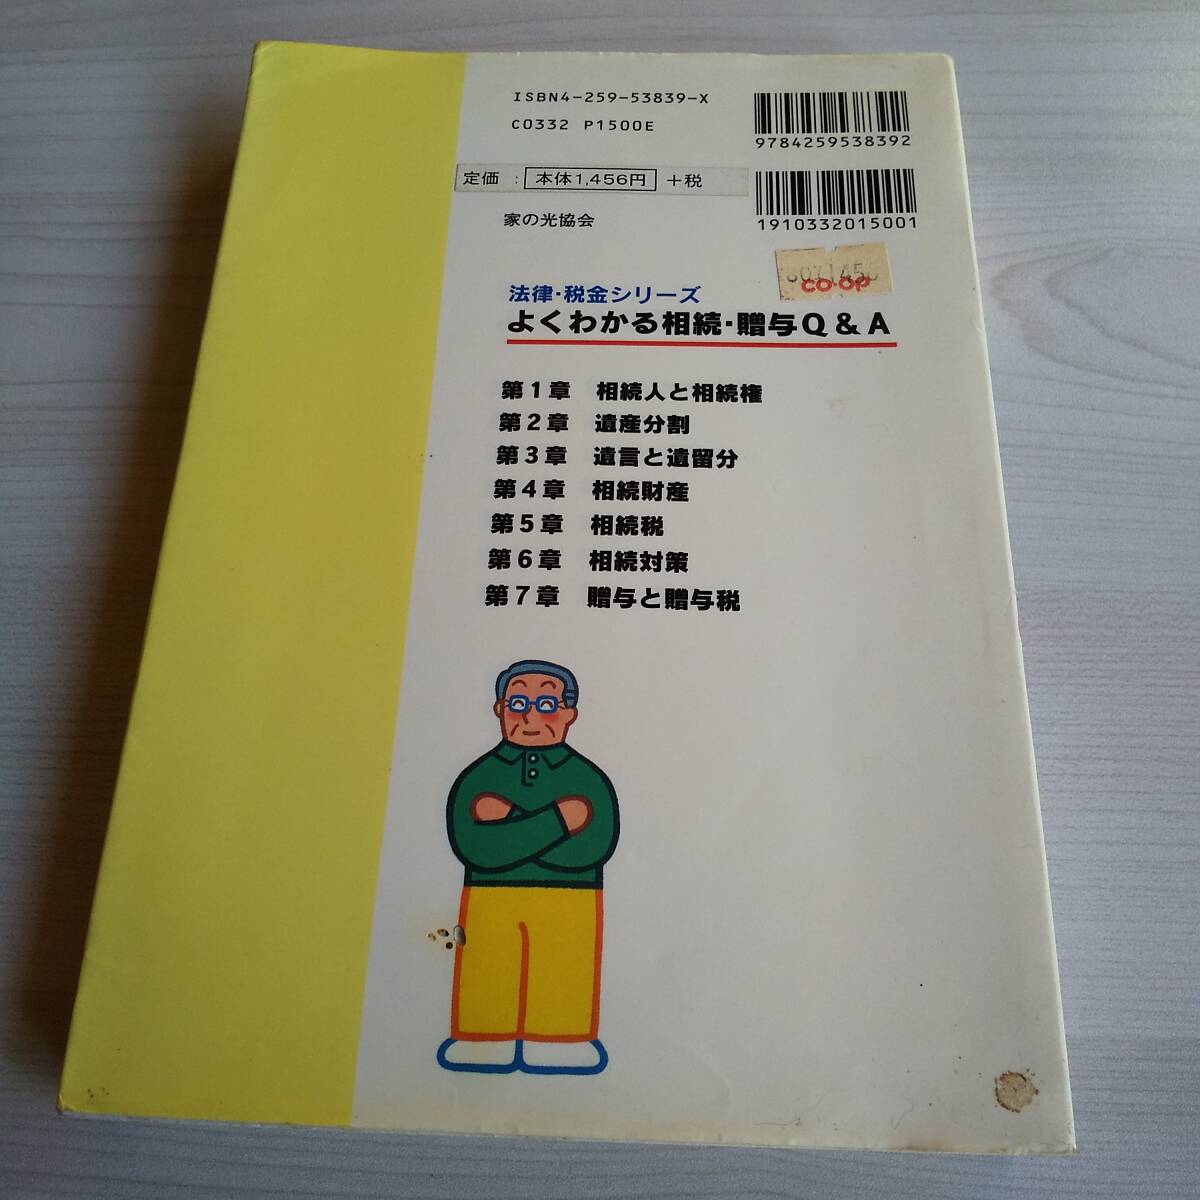 ISBN4-259-53839-X
C0332 P1500E
9784259538392
定価 : 本体1,456円 +税
1910332015001
家の光協会
co·op
法律・税金シリーズ
よくわかる相続・贈与Q&A
第1章 相続人と相続権
第2章 遺産分割
第3章 遺言と遺留分
第4章 相続財産
第5章 相続税
第6章 相続対策
第7章 贈与と贈与税